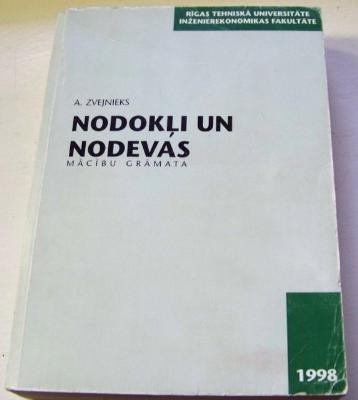 RĪGAS TEHNISKĀ UNIVERSITĀTE
INŽENIEREKONOMIKAS FAKULTĀTE
A. ZVEJNIEKS
NODOKĻI UN
NODEVAS
MĀCĪBU GRĀMATA
1998